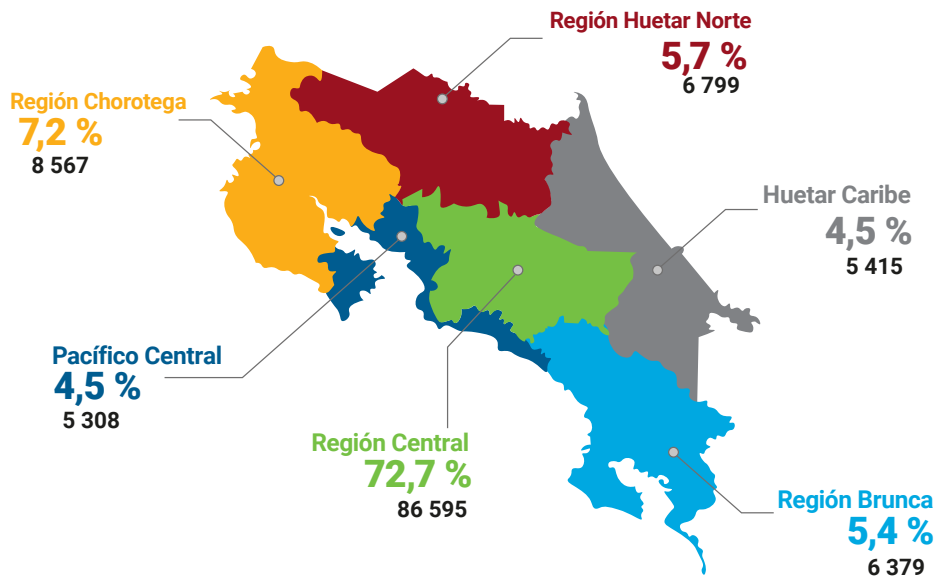 Región Huetar Norte
5,7 %
6 799
Región Chorotega
7,2 %
8 567
Huetar Caribe
4,5 %
5 415
Pacífico Central
4,5 %
5 308
Región Central
72,7 %
86 595
Región Brunca
5,4 %
6 379